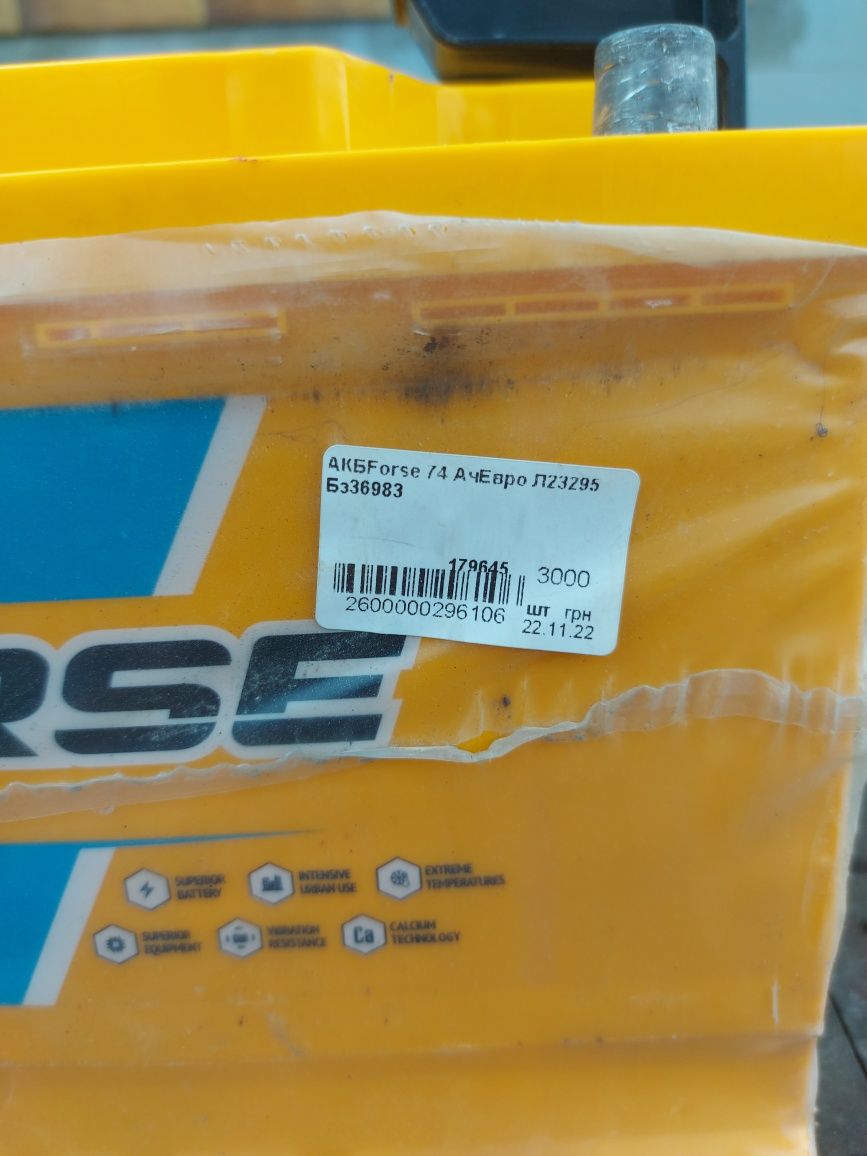 АКБForse 74 АчЕвро Л23295
Бэ36983
179645
3000
2600000296106
шт грн
22.11.22
RSE
SUPERIOR
BATTERY
INTENSIVE
URBAN USE
EXTREME
TEMPERATURES
SUPERIOR
EQUIPMENT
VIBRATION
RESISTANCE
Ca
CALCIUM
TECHNOLOGY